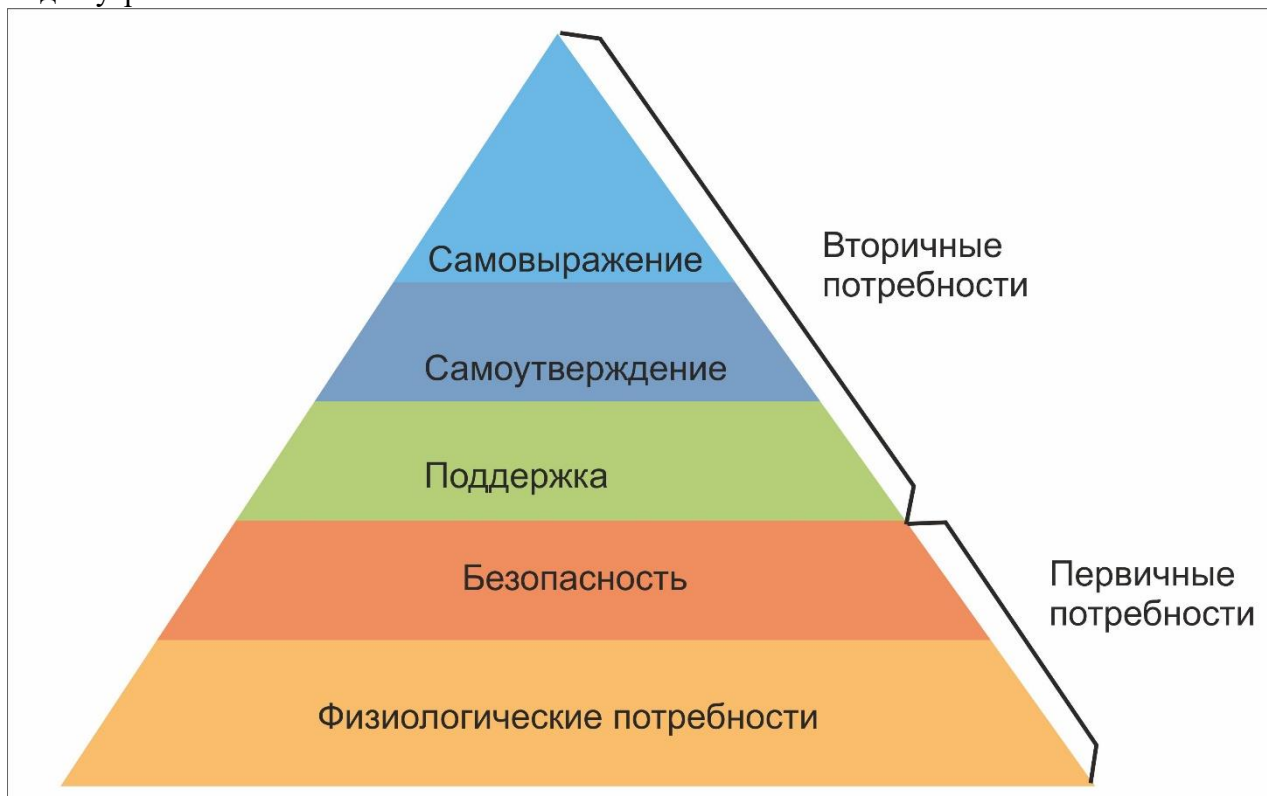 Самовыражение
Самоутверждение
Поддержка
Безопасность
Физиологические потребности
Вторичные
потребности
Первичные
потребности